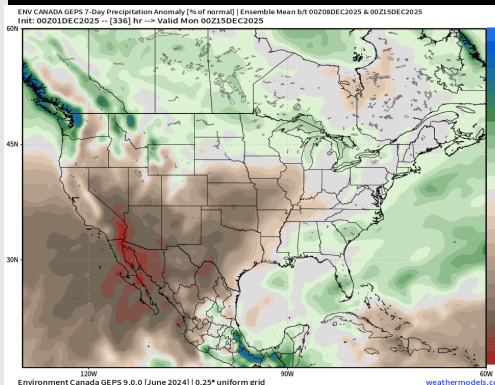 ENV CANADA GEPS 7-Day Precipitation Anomaly [% of normal] | Ensemble Mean b/t 00Z08DEC2025 & 00Z15DEC2025
Init: 00Z01DEC2025 -- [336] hr --> Valid Mon 00Z15DEC2025
60N
45N
30N
120W
90W
60W
Environment Canada GEPS 9.0.0 [June 2024] | 0.25° uniform grid
weathermodels.co